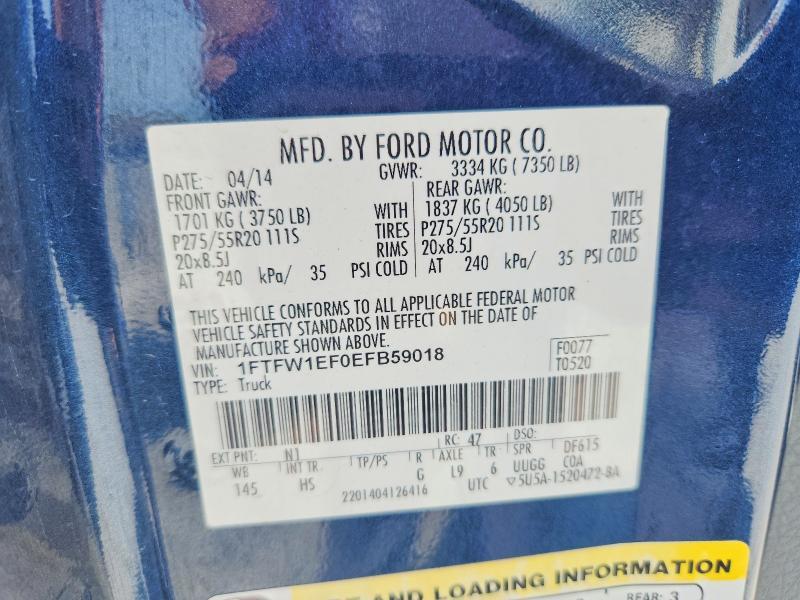 MFD. BY FORD MOTOR CO.
DATE: 04/14 GVWR: 3334 KG ( 7350 LB)
FRONT GAWR: REAR GAWR:
1701 KG ( 3750 LB) WITH 1837 KG ( 4050 LB) WITH
P275/55R20 111S TIRES P275/55R20 111S TIRES
20x8.5J RIMS 20x8.5J RIMS
AT 240 kPa/ 35 PSI COLD AT 240 kPa/ 35 PSI COLD
THIS VEHICLE CONFORMS TO ALL APPLICABLE FEDERAL MOTOR
VEHICLE SAFETY STANDARDS IN EFFECT ON THE DATE OF
MANUFACTURE SHOWN ABOVE.
VIN: 1FTFW1EF0EFB59018 F0077
TYPE: Truck T0520
EXT PNT: N1 RC: 47 DSO:
WB INT TR. TP/PS R AXLE TR SPR DF615
145 HS G L9 6 UUGG COA
2201404126416 UTC ▽5U5A-1520472-BA
AND LOADING INFORMATION
REAR: 3